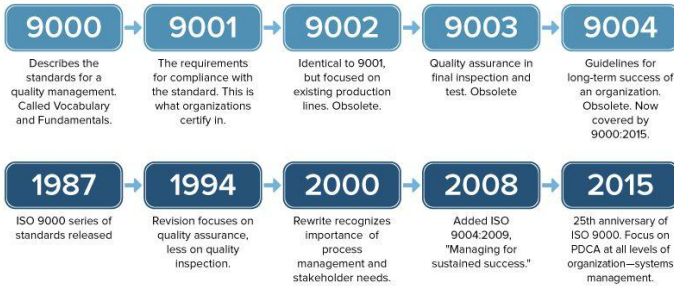 9000
9001
9002
9003
9004
Describes the
standards for a
quality management.
Called Vocabulary
and Fundamentals.
The requirements
for compliance with
the standard. This is
what organizations
certify in.
Identical to 9001,
but focused on
existing production
lines. Obsolete.
Quality assurance in
final inspection and
test. Obsolete
Guidelines for
long-term success of
an organization.
Obsolete. Now
covered by
9000:2015.
1987
1994
2000
2008
2015
ISO 9000 series of
standards released
Revision focuses on
quality assurance,
less on quality
inspection.
Rewrite recognizes
importance of
process
management and
stakeholder needs.
Added ISO
9004:2009,
"Managing for
sustained success."
25th anniversary of
ISO 9000. Focus on
PDCA at all levels of
organization—systems
management.